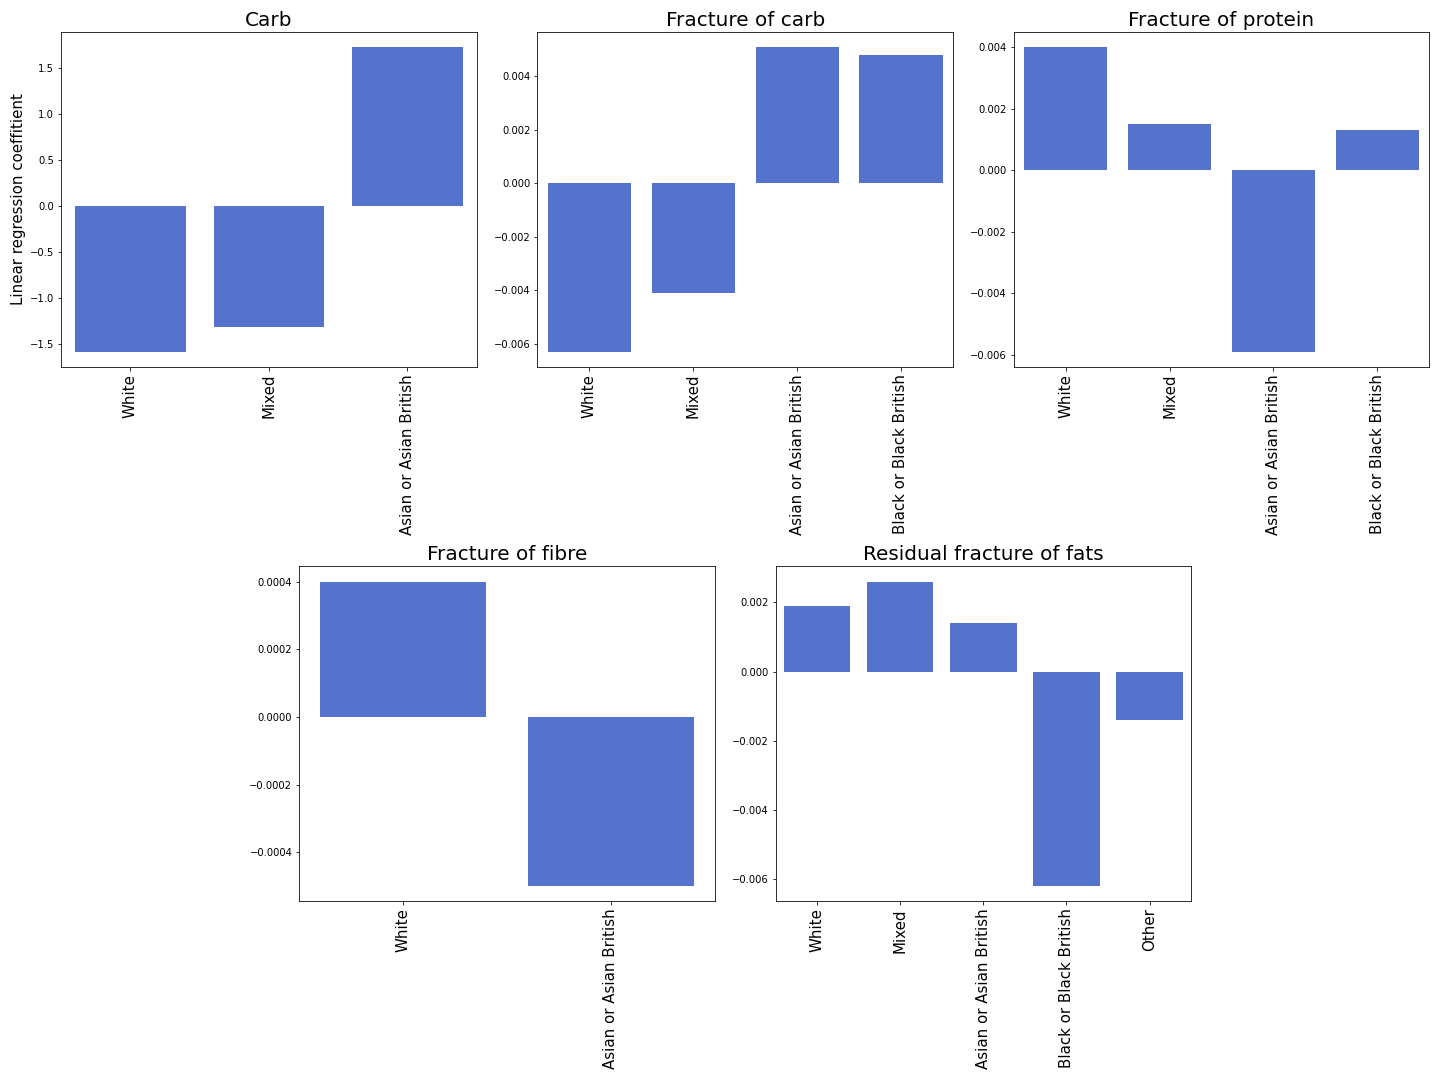 Carb
Linear regression coeffitient
1.5
1.0
0.5
0.0
−0.5
−1.0
−1.5
White
Mixed
Asian or Asian British
Fracture of carb
0.004
0.002
0.000
−0.002
−0.004
−0.006
White
Mixed
Asian or Asian British
Black or Black British
Fracture of protein
0.004
0.002
0.000
−0.002
−0.004
−0.006
White
Mixed
Asian or Asian British
Black or Black British
Fracture of fibre
0.0004
0.0002
0.0000
−0.0002
−0.0004
White
Asian or Asian British
Residual fracture of fats
0.002
0.000
−0.002
−0.004
−0.006
White
Mixed
Asian or Asian British
Black or Black British
Other